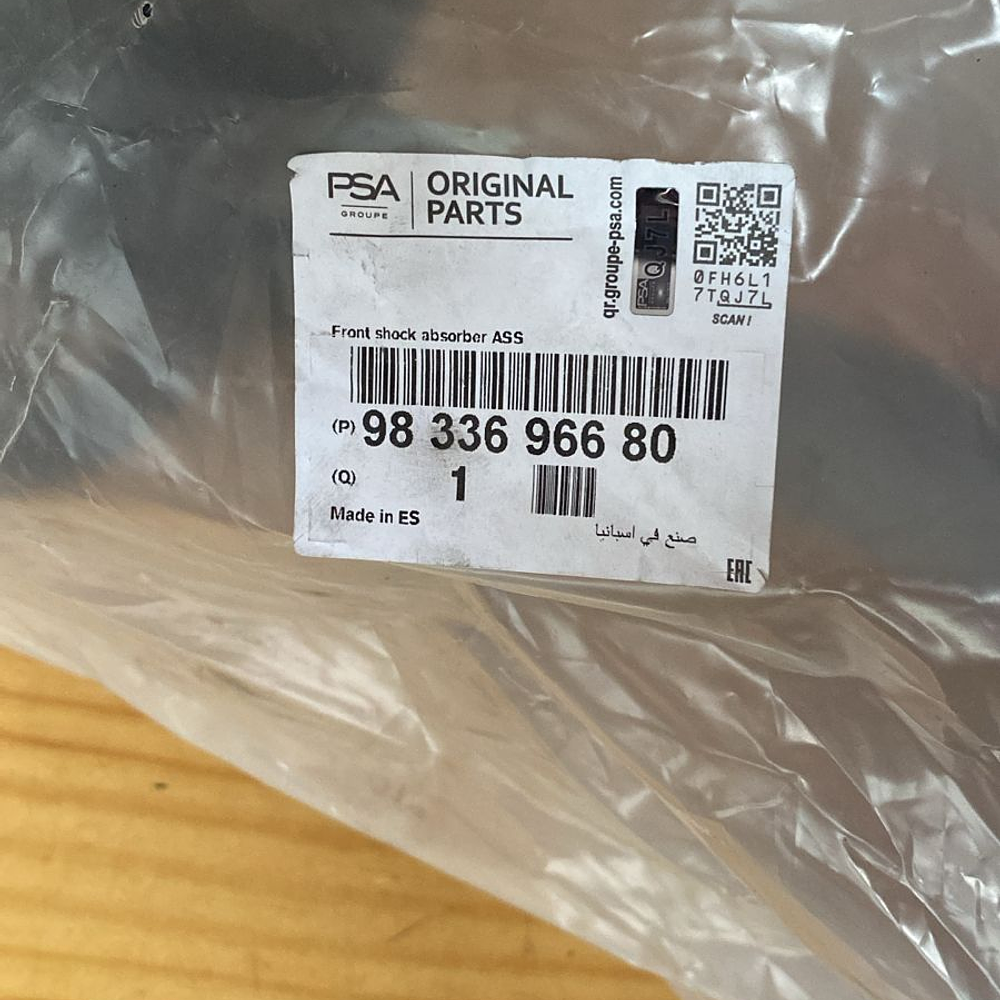 PSA
GROUPE
ORIGINAL
PARTS
qr.groupe-psa.com
PSA QJ7L
0FH6L1
7TQJ7L
SCAN!
Front shock absorber ASS
(P) 98 336 966 80
(Q) 1
Made in ES
صنع في اسبانيا
EAC